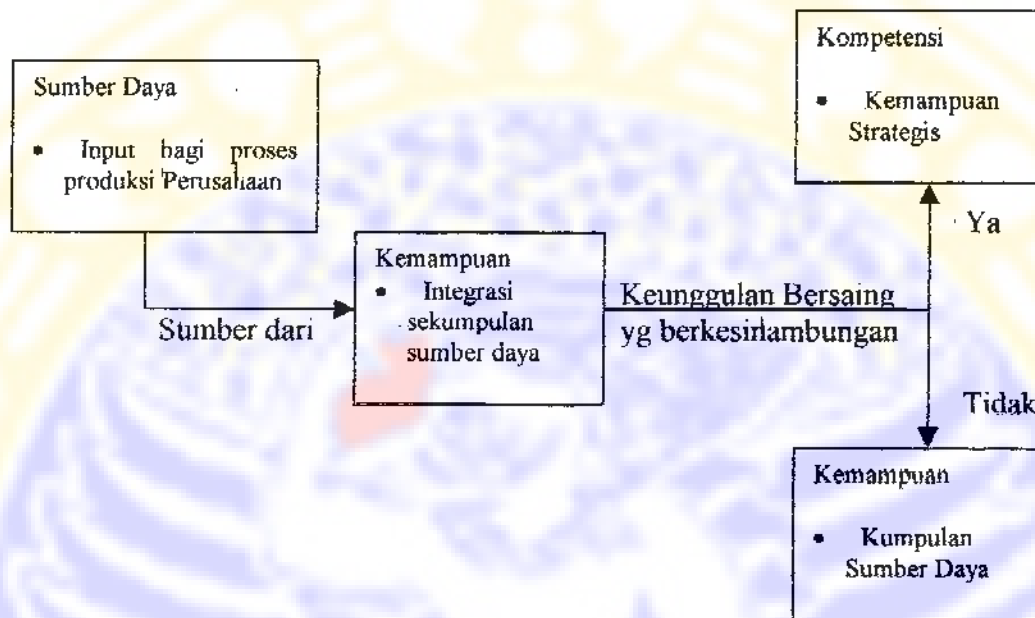 Sumber Daya
• Input bagi proses
produksi Perusahaan
Sumber dari
Kemampuan
• Integrasi
sekumpulan
sumber daya
Keunggulan Bersaing
yg berkesinambungan
Kompetensi
• Kemampuan
Strategis
Ya
Tidak
Kemampuan
• Kumpulan
Sumber Daya